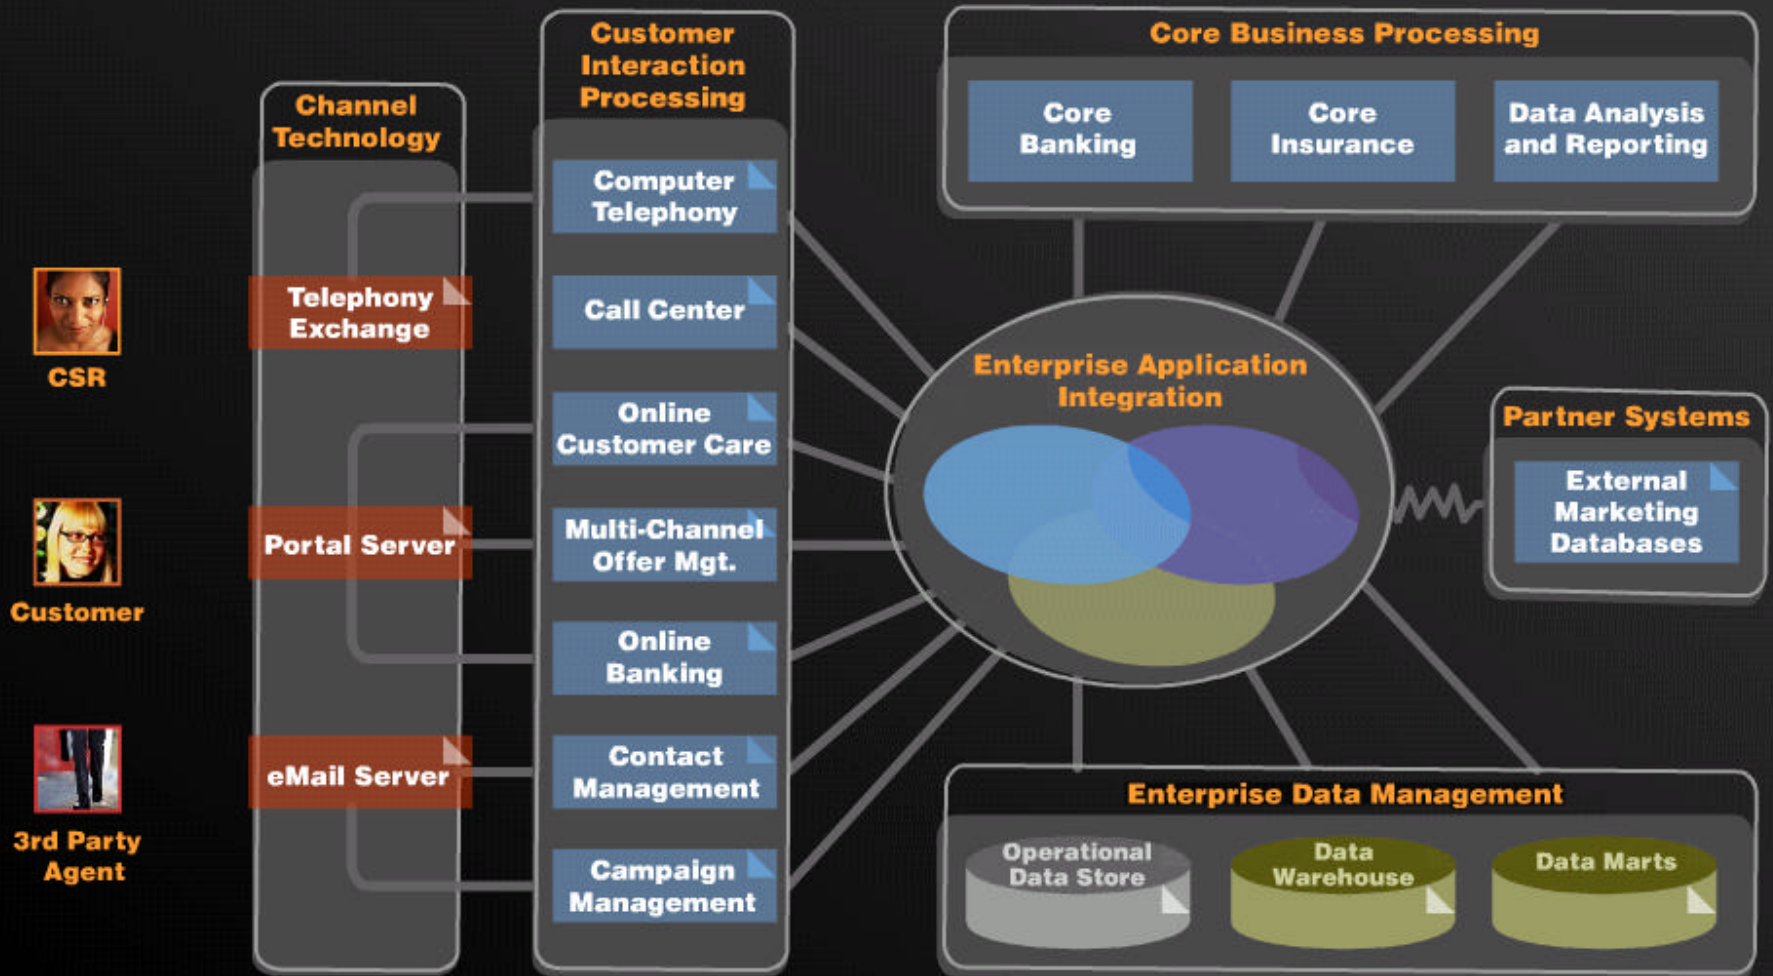 CSR
Customer
3rd Party
Agent
Channel
Technology
Telephony
Exchange
Portal Server
eMail Server
Customer
Interaction
Processing
Computer
Telephony
Call Center
Online
Customer Care
Multi-Channel
Offer Mgt.
Online
Banking
Contact
Management
Campaign
Management
Core Business Processing
Core
Banking
Core
Insurance
Data Analysis
and Reporting
Enterprise Application
Integration
Partner Systems
External
Marketing
Databases
Enterprise Data Management
Operational
Data Store
Data
Warehouse
Data Marts